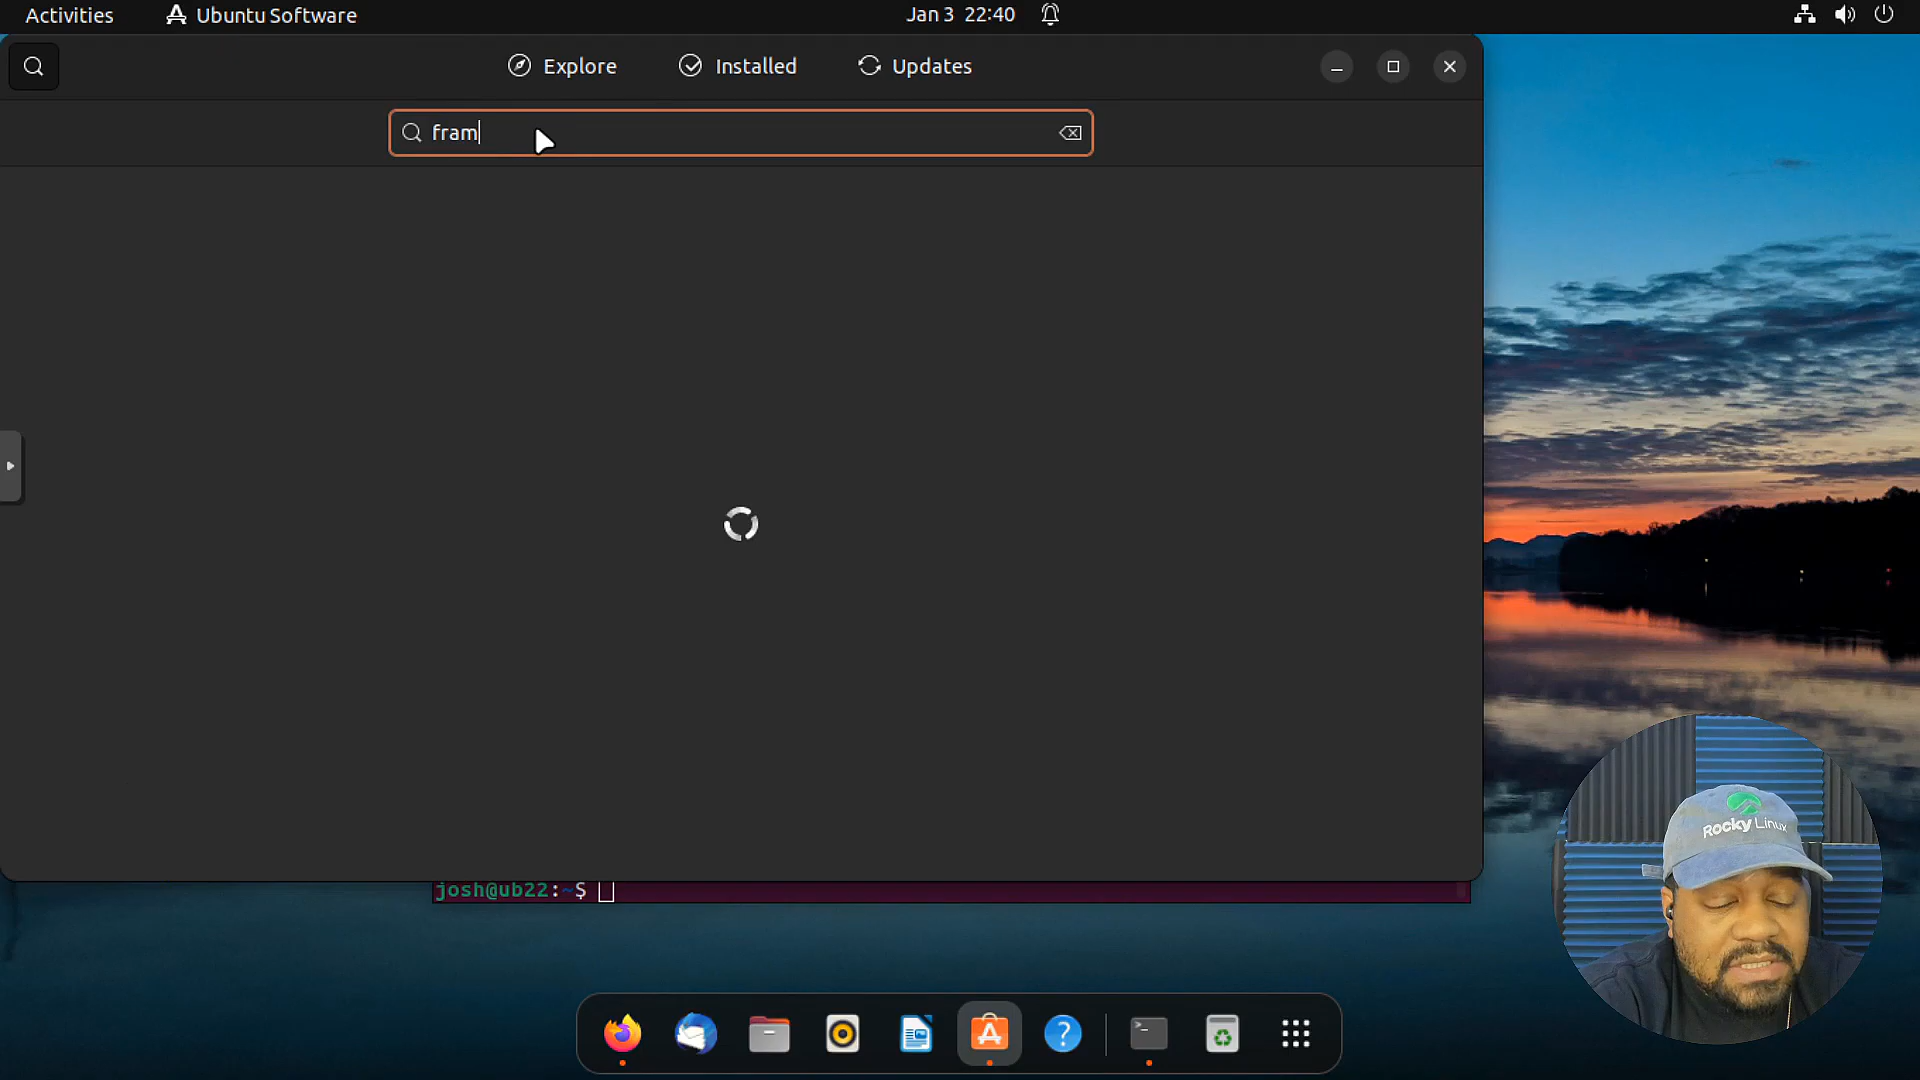 Activities
Ubuntu Software
Jan 3 22:40
Explore
Installed
Updates
fram
josh@ub22:~$
Rocky Linux